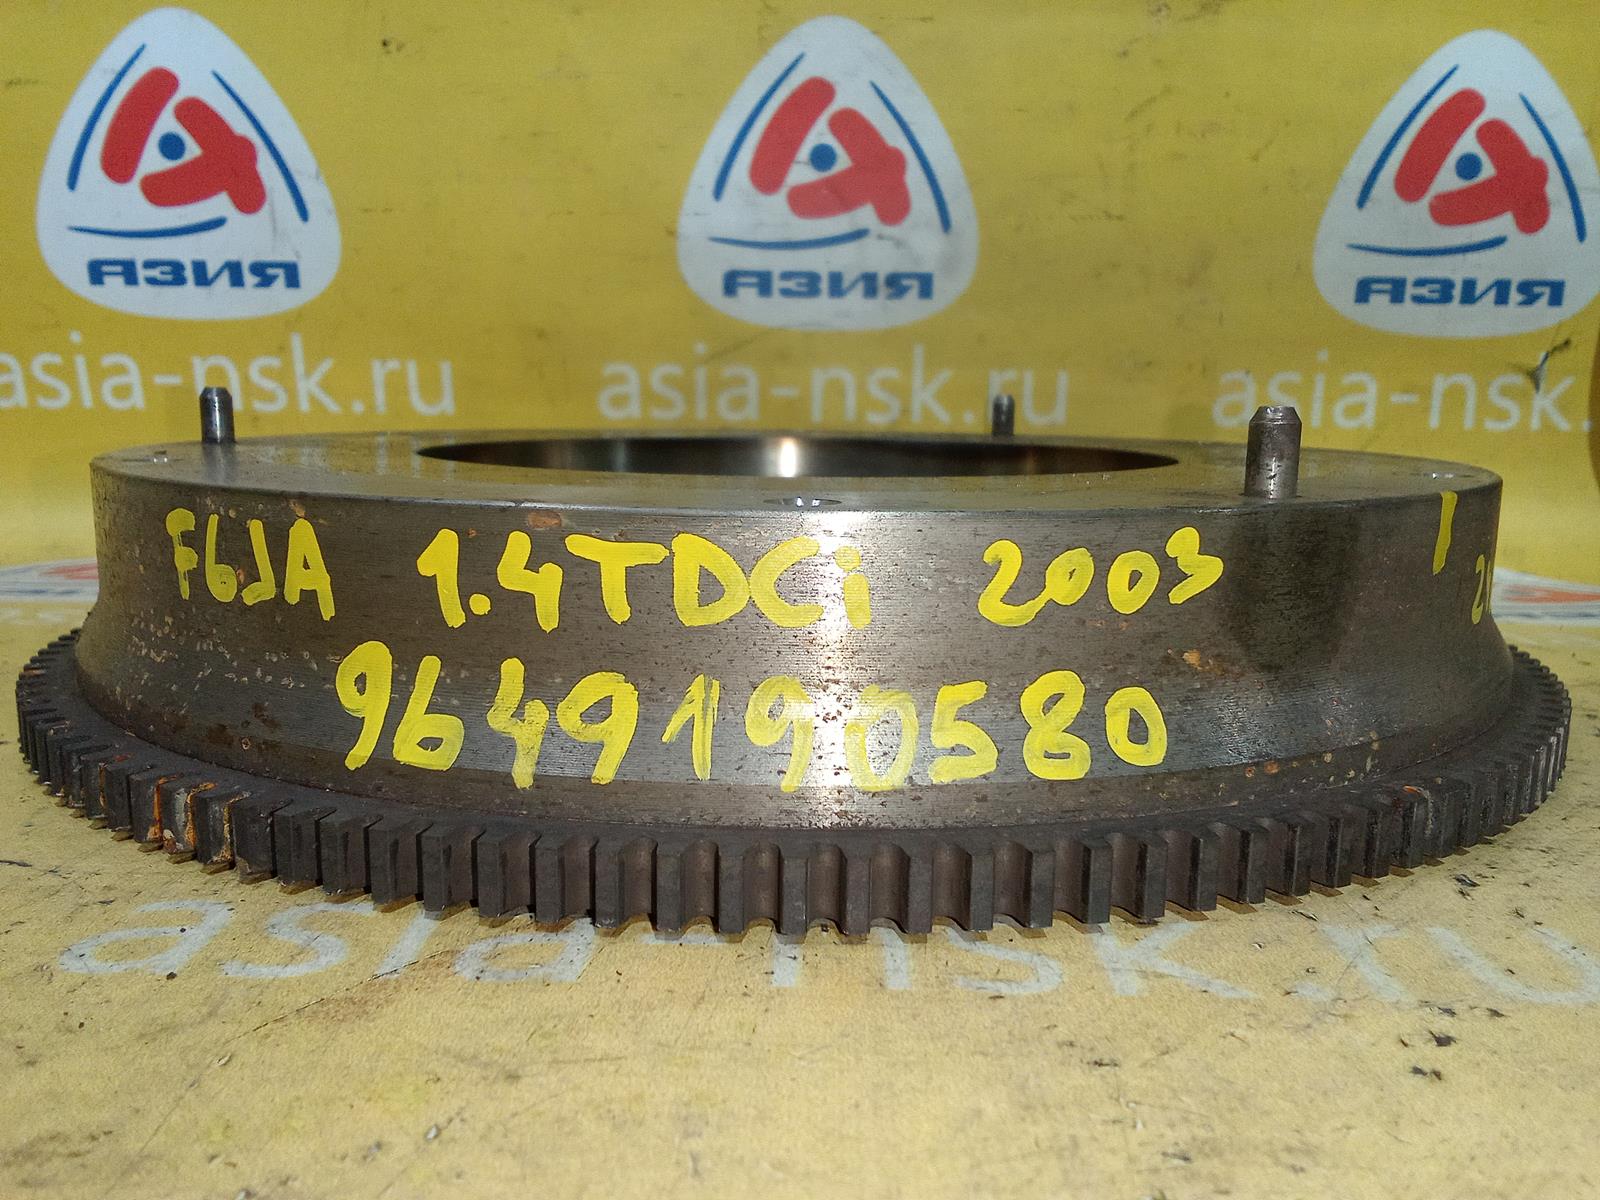 АЗИЯ
АЗИЯ
АЗИЯ
asia-nsk.ru
asia-nsk.ru
asia-nsk.
F6JA 1.4TDCi 2003
9649190580
asia-nsk.ru